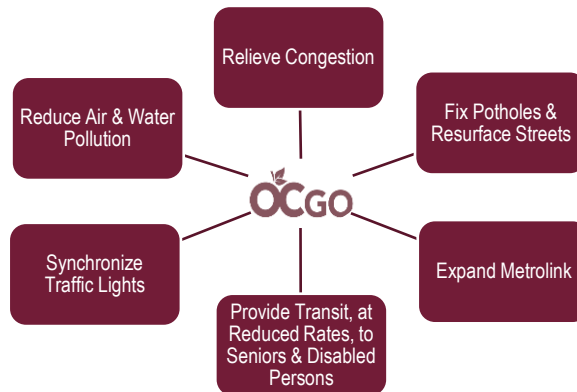 Relieve Congestion
Reduce Air & Water
Pollution
Fix Potholes &
Resurface Streets
OCGO
Synchronize
Traffic Lights
Expand Metrolink
Provide Transit, at
Reduced Rates, to
Seniors & Disabled
Persons